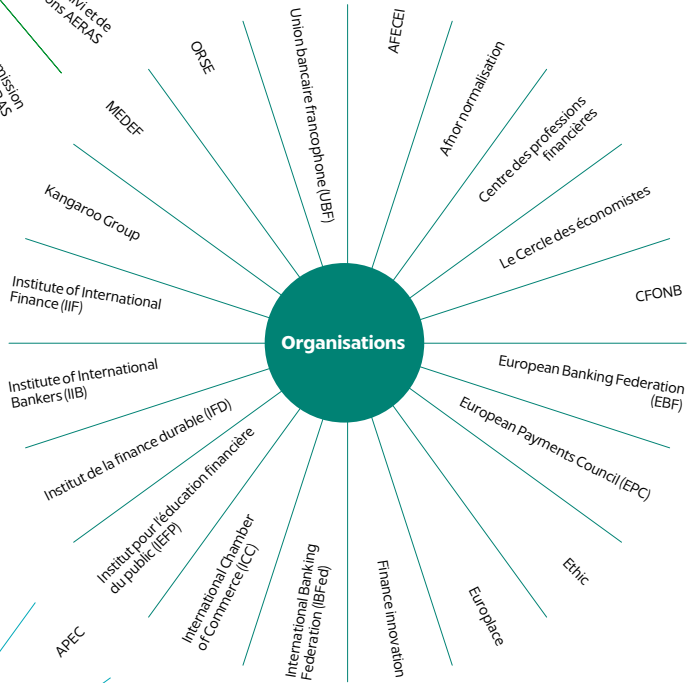 Organisations
AFECEI
Afnor normalisation
Centre des professions
financières
Le Cercle des économistes
CFONB
European Banking Federation
(EBF)
European Payments Council (EPC)
Ethic
Europlace
Finance innovation
International Banking
Federation (IBFed)
International Chamber
of Commerce (ICC)
Institut pour l'éducation financière
du public (IEFP)
Institut de la finance durable (IFD)
Institute of International
Bankers (IIB)
Institute of International
Finance (IIF)
Kangaroo Group
MEDEF
ORSE
Union bancaire francophone (UBF)
et de
AERAS
APEC